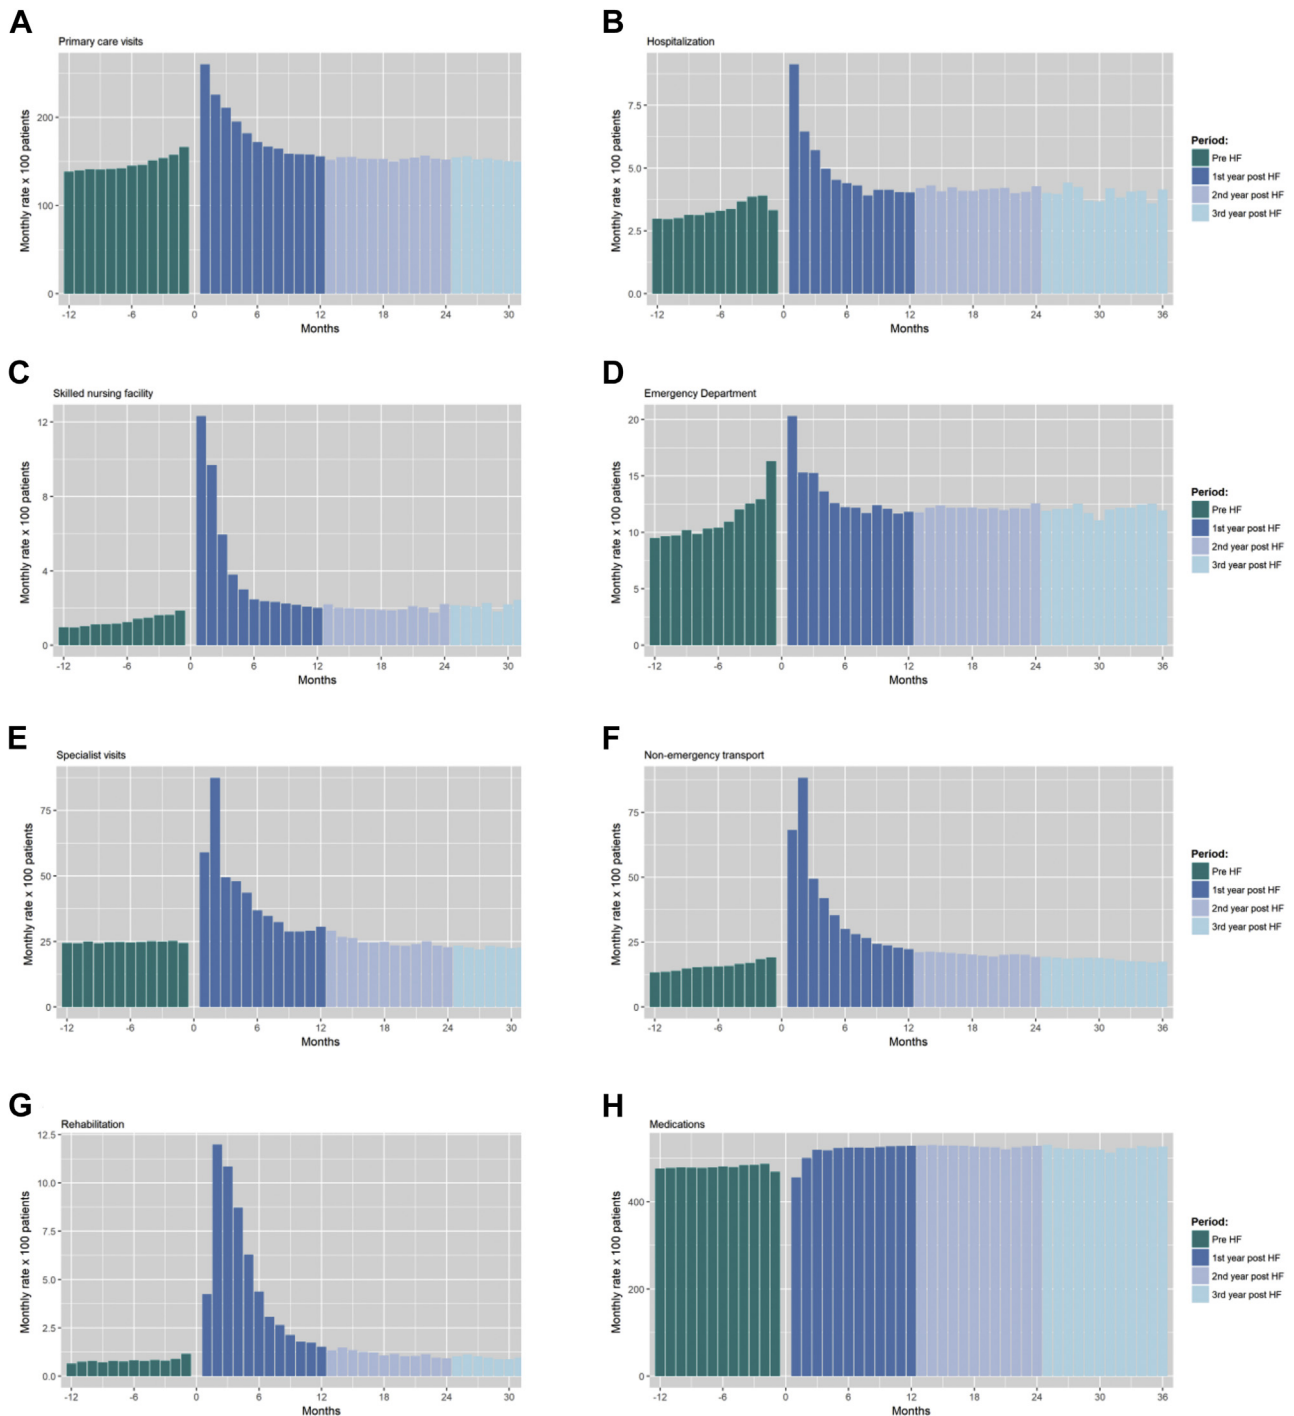 A
Primary care visits
Monthly rate x 100 patients
200
100
0
-12 -6 0 6 12 18 24 30
Months
B
Hospitalization
Monthly rate x 100 patients
7.5
5.0
2.5
0.0
-12 -6 0 6 12 18 24 30 36
Months
Period:
Pre HF
1st year post HF
2nd year post HF
3rd year post HF
C
Skilled nursing facility
Monthly rate x 100 patients
12
8
4
0
-12 -6 0 6 12 18 24 30
Months
D
Emergency Department
Monthly rate x 100 patients
20
15
10
5
0
-12 -6 0 6 12 18 24 30 36
Months
Period:
Pre HF
1st year post HF
2nd year post HF
3rd year post HF
E
Specialist visits
Monthly rate x 100 patients
75
50
25
0
-12 -6 0 6 12 18 24 30
Months
F
Non-emergency transport
Monthly rate x 100 patients
75
50
25
0
-12 -6 0 6 12 18 24 30 36
Months
Period:
Pre HF
1st year post HF
2nd year post HF
3rd year post HF
G
Rehabilitation
Monthly rate x 100 patients
12.5
10.0
7.5
5.0
2.5
0.0
-12 -6 0 6 12 18 24 30
Months
H
Medications
Monthly rate x 100 patients
400
200
0
-12 -6 0 6 12 18 24 30 36
Months
Period:
Pre HF
1st year post HF
2nd year post HF
3rd year post HF